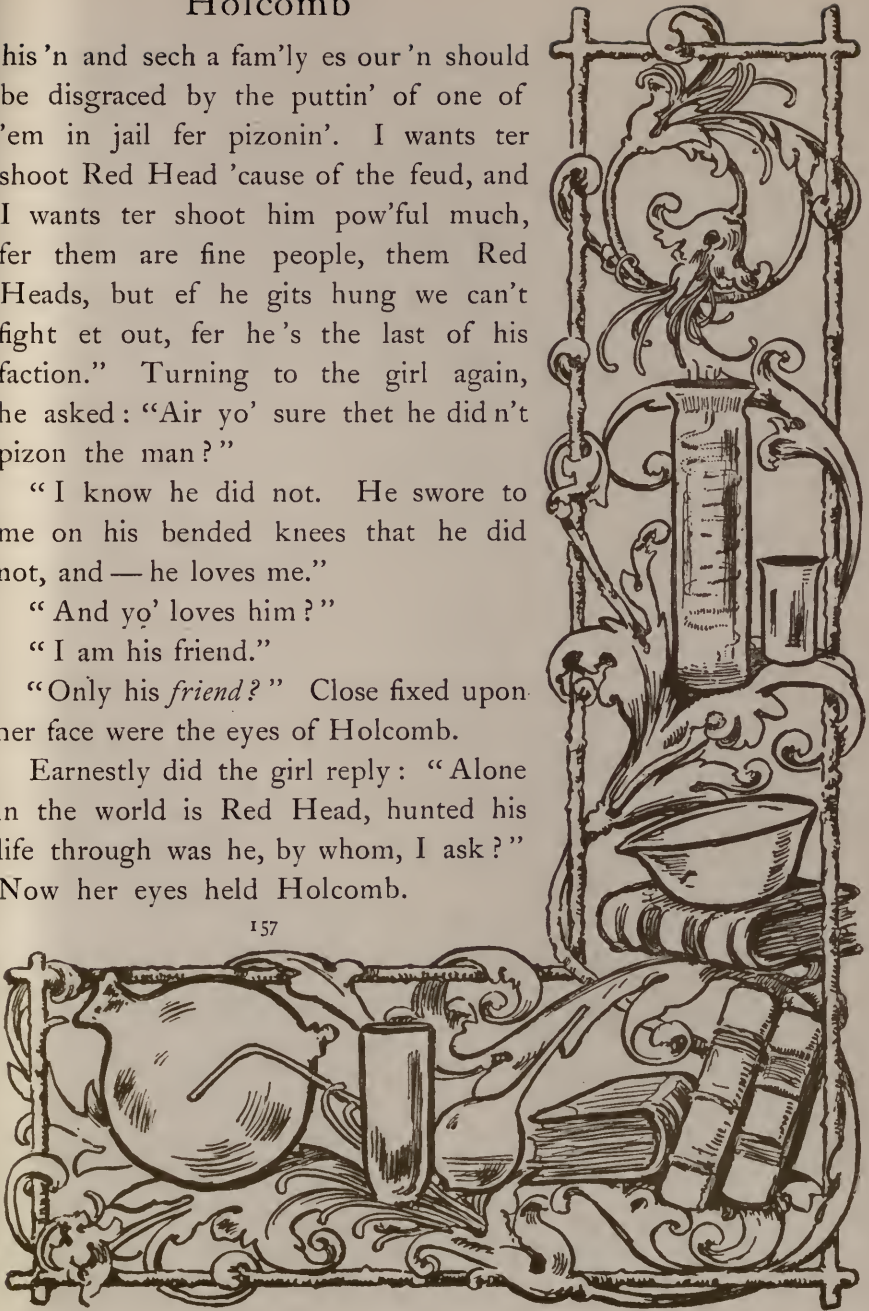 Holcomb
his'n and sech a fam'ly es our'n should
be disgraced by the puttin' of one of
'em in jail fer pizonin'. I wants ter
shoot Red Head 'cause of the feud, and
I wants ter shoot him pow'ful much,
fer them are fine people, them Red
Heads, but ef he gits hung we can't
fight et out, fer he's the last of his
faction." Turning to the girl again,
he asked: "Air yo' sure thet he didn't
pizon the man?"
"I know he did not. He swore to
me on his bended knees that he did
not, and — he loves me."
"And yo' loves him?"
"I am his friend."
"Only his friend?" Close fixed upon
her face were the eyes of Holcomb.
Earnestly did the girl reply: "Alone
in the world is Red Head, hunted his
life through was he, by whom, I ask?"
Now her eyes held Holcomb.
157